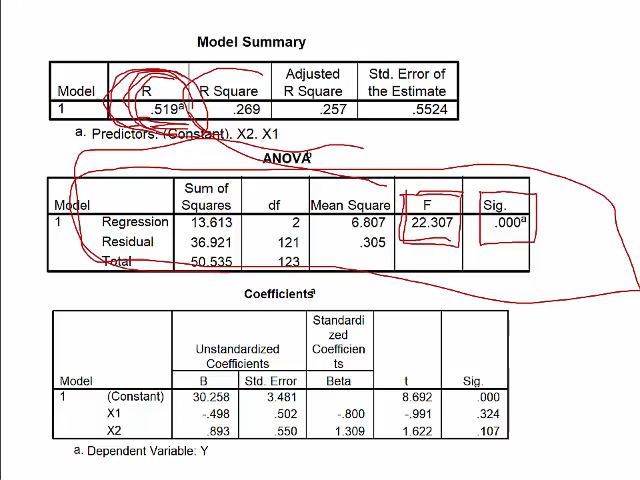 Model Summary
Model R R Square Adjusted R Square Std. Error of the Estimate
1 .519a .269 .257 .5524
a. Predictors: (Constant), X2, X1
ANOVAb
Model Sum of Squares df Mean Square F Sig.
1 Regression 13.613 2 6.807 22.307 .000a
Residual 36.921 121 .305
Total 50.535 123
Coefficientsa
Model Unstandardized Coefficients Standardi zed Coefficien ts t Sig.
B Std. Error Beta
1 (Constant) 30.258 3.481 8.692 .000
X1 -.498 .502 -.800 -.991 .324
X2 .893 .550 1.309 1.622 .107
a. Dependent Variable: Y